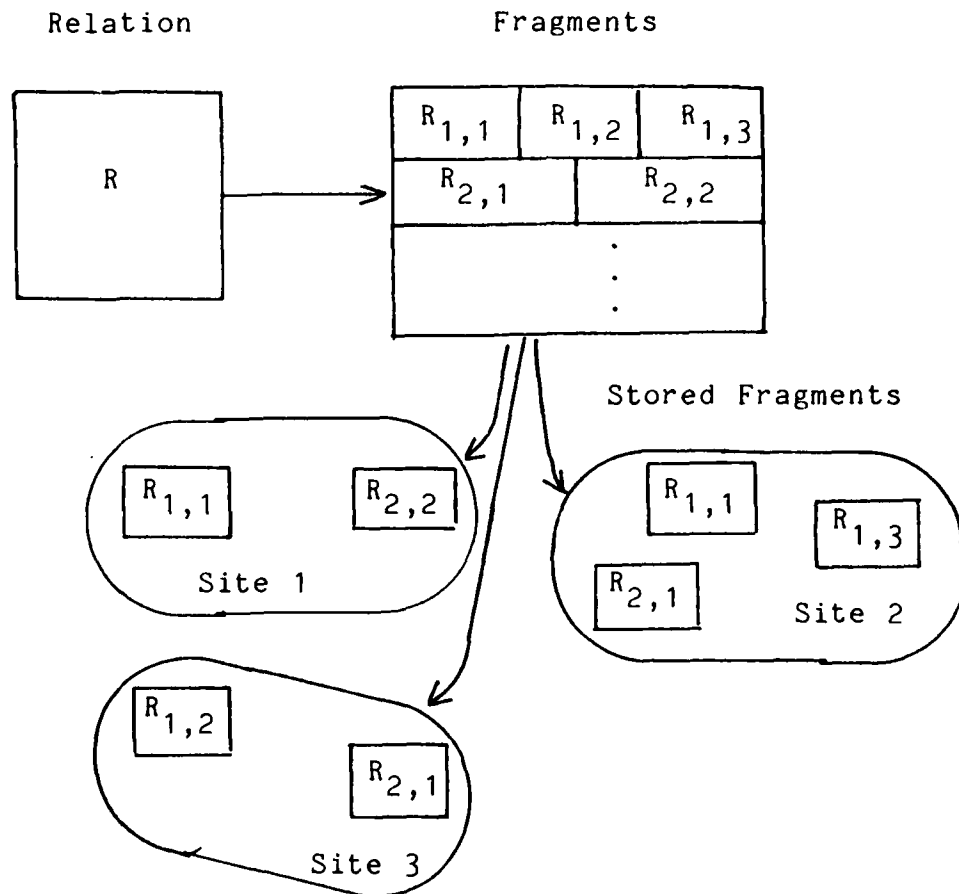 Relation
Fragments
R
R1,1
R1,2
R1,3
R2,1
R2,2
.
.
.
Stored Fragments
R1,1
R2,2
Site 1
R1,1
R1,3
R2,1
Site 2
R1,2
R2,1
Site 3